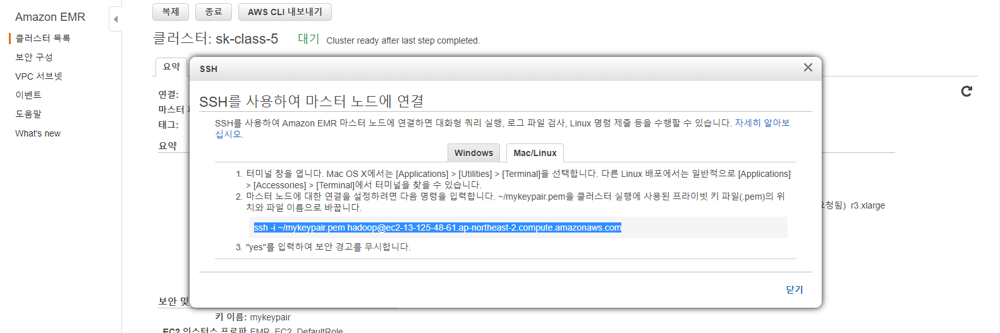 Amazon EMR
클러스터 목록
보안 구성
VPC 서브넷
이벤트
도움말
What's new
복제
종료
AWS CLI 내보내기
클러스터: sk-class-5
대기
Cluster ready after last step completed.
요약
연결:
마스터
태그:
요약
SSH
SSH를 사용하여 마스터 노드에 연결
SSH를 사용하여 Amazon EMR 마스터 노드에 연결하면 대화형 쿼리 실행, 로그 파일 검사, Linux 명령 제출 등을 수행할 수 있습니다. 자세히 알아보
십시오.
Windows
Mac/Linux
1. 터미널 창을 엽니다. Mac OS X에서는 [Applications] > [Utilities] > [Terminal]을 선택합니다. 다른 Linux 배포에서는 일반적으로 [Applications]
> [Accessories] > [Terminal]에서 터미널을 찾을 수 있습니다.
2. 마스터 노드에 대한 연결을 설정하려면 다음 명령을 입력합니다. ~/mykeypair.pem을 클러스터 실행에 사용된 프라이빗 키 파일(.pem)의 위
치와 파일 이름으로 바꿉니다.
ssh -i ~/mykeypair.pem hadoop@ec2-13-125-48-61.ap-northeast-2.compute.amazonaws.com
3. "yes"를 입력하여 보안 경고를 무시합니다.
닫기
요청됨) r3.xlarge
보안 및
키 이름: mykeypair
EC2 인스턴스 프로파 EMR_EC2_DefaultRole